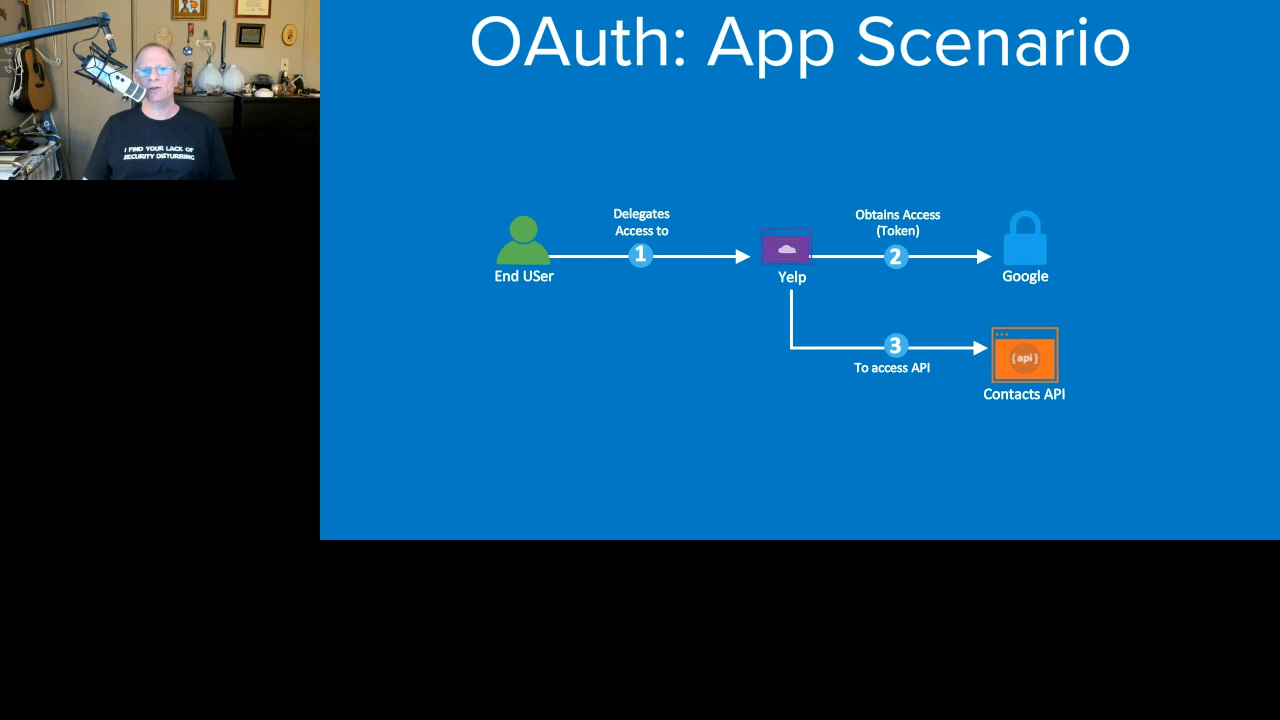 OAuth: App Scenario
I FIND YOUR LACK OF
SECURITY DISTURBING
Delegates
Access to
1
Obtains Access
(Token)
2
End USer
Yelp
Google
3
To access API
{api}
Contacts API